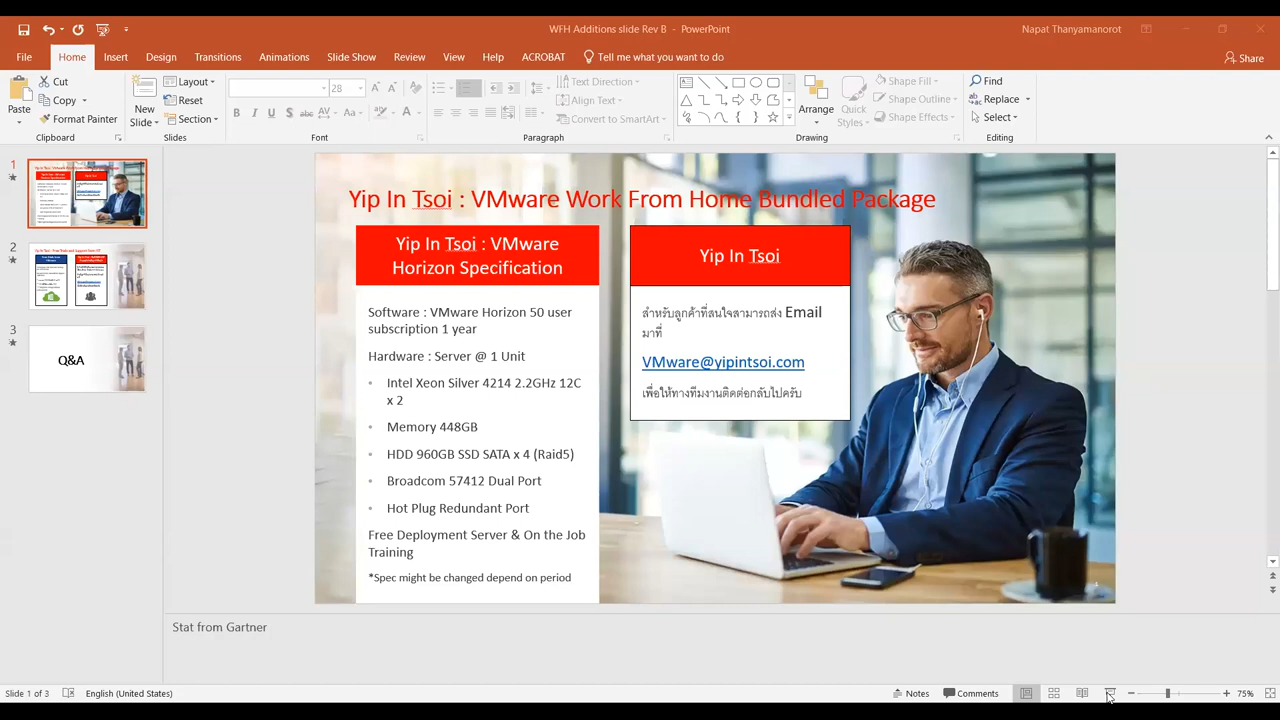 WFH Additions slide Rev B - PowerPoint
Napat Thanyamanorot
File
Home
Insert
Design
Transitions
Animations
Slide Show
Review
View
Help
ACROBAT
Tell me what you want to do
Share
Paste
Cut
Copy
Format Painter
Clipboard
New
Slide
Layout
Reset
Section
Slides
28
B I U S abc AV Aa A
Font
Text Direction
Align Text
Convert to SmartArt
Paragraph
Arrange
Quick
Styles
Shape Fill
Shape Outline
Shape Effects
Drawing
Find
Replace
Select
Editing
1
2
3
Q&A
Yip In Tsoi : VMware Work From Home Bundled Package
Yip In Tsoi : VMware
Horizon Specification
Software : VMware Horizon 50 user
subscription 1 year
Hardware : Server @ 1 Unit
• Intel Xeon Silver 4214 2.2GHz 12C
x 2
• Memory 448GB
• HDD 960GB SSD SATA x 4 (Raid5)
• Broadcom 57412 Dual Port
• Hot Plug Redundant Port
Free Deployment Server & On the Job
Training
*Spec might be changed depend on period
Yip In Tsoi
สำหรับลูกค้าที่สนใจสามารถส่ง Email
มาที่
VMware@yipintsoi.com
เพื่อให้ทางทีมงานติดต่อกลับไปครับ
1
Stat from Gartner
Slide 1 of 3
English (United States)
Notes
Comments
75%